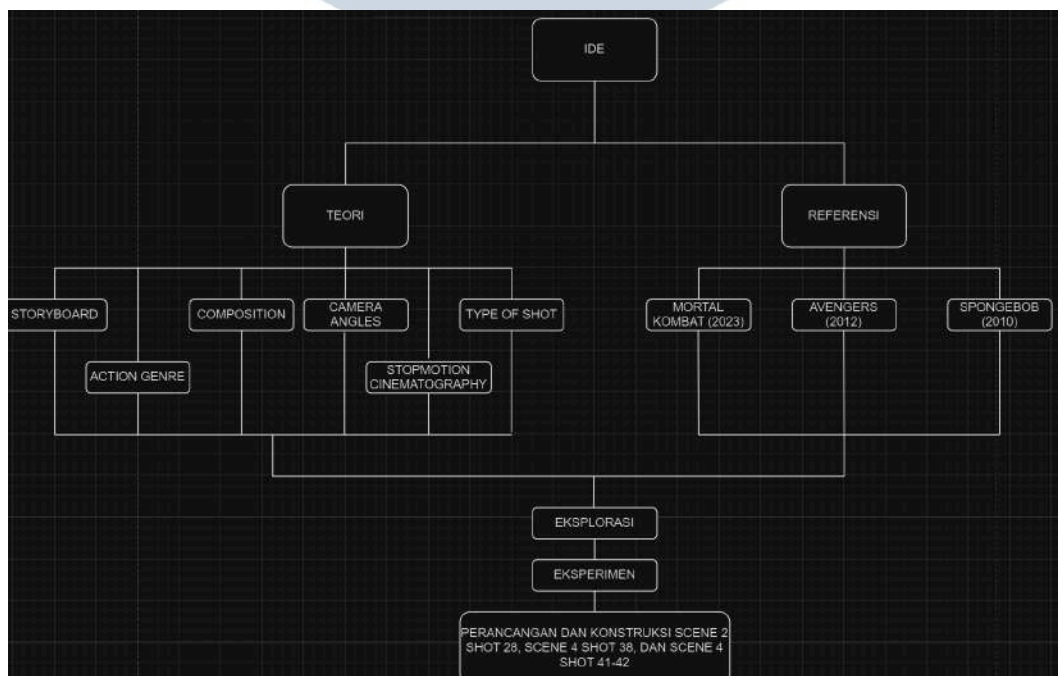 IDE
TEORI
REFERENSI
STORYBOARD
COMPOSITION
CAMERA
ANGLES
TYPE OF SHOT
MORTAL
KOMBAT (2023)
AVENGERS
(2012)
SPONGEBOB
(2010)
ACTION GENRE
STOPMOTION
CINEMATOGRAPHY
EKSPLORASI
EKSPERIMEN
PERANCANGAN DAN KONSTRUKSI SCENE 2
SHOT 28, SCENE 4 SHOT 38, DAN SCENE 4
SHOT 41-42